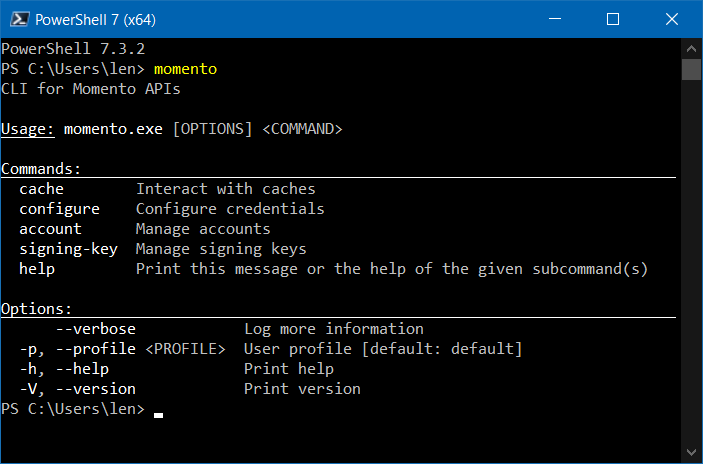 PowerShell 7 (x64)
PowerShell 7.3.2
PS C:\Users\len> momento
CLI for Momento APIs
Usage: momento.exe [OPTIONS] <COMMAND>
Commands:
cache Interact with caches
configure Configure credentials
account Manage accounts
signing-key Manage signing keys
help Print this message or the help of the given subcommand(s)
Options:
--verbose Log more information
-p, --profile <PROFILE> User profile [default: default]
-h, --help Print help
-V, --version Print version
PS C:\Users\len>